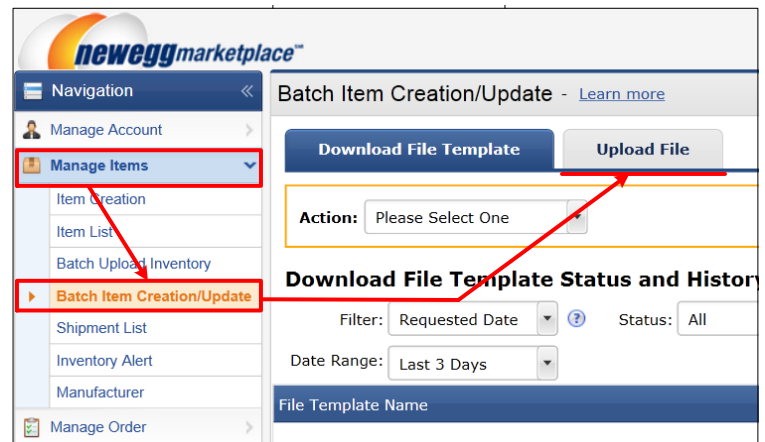 neweggmarketplace™
Navigation
Manage Account
Manage Items
Item Creation
Item List
Batch Upload Inventory
Batch Item Creation/Update
Shipment List
Inventory Alert
Manufacturer
Manage Order
Batch Item Creation/Update - Learn more
Download File Template
Upload File
Action: Please Select One
Download File Template Status and History
Filter: Requested Date ? Status: All
Date Range: Last 3 Days
File Template Name